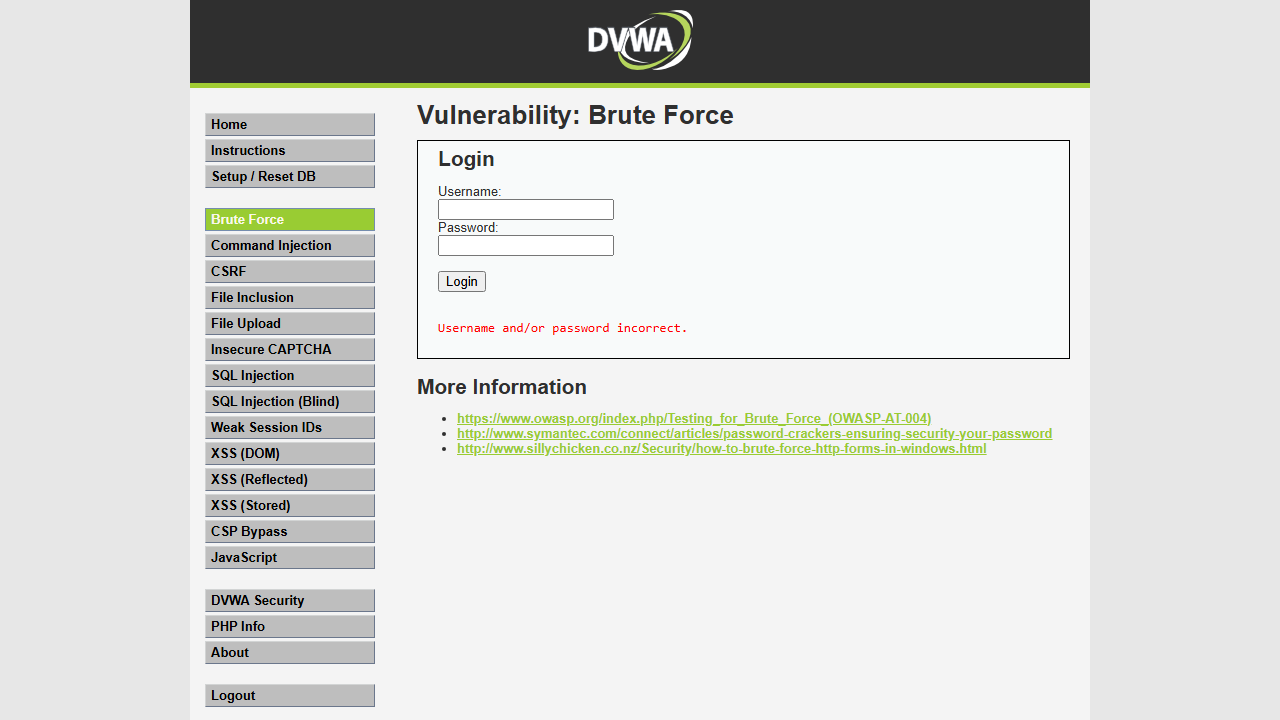 DVWA
Home
Instructions
Setup / Reset DB
Brute Force
Command Injection
CSRF
File Inclusion
File Upload
Insecure CAPTCHA
SQL Injection
SQL Injection (Blind)
Weak Session IDs
XSS (DOM)
XSS (Reflected)
XSS (Stored)
CSP Bypass
JavaScript
DVWA Security
PHP Info
About
Logout
Vulnerability: Brute Force
Login
Username:
Password:
Login
Username and/or password incorrect.
More Information
https://www.owasp.org/index.php/Testing_for_Brute_Force_(OWASP-AT-004)
http://www.symantec.com/connect/articles/password-crackers-ensuring-security-your-password
http://www.sillychicken.co.nz/Security/how-to-brute-force-http-forms-in-windows.html